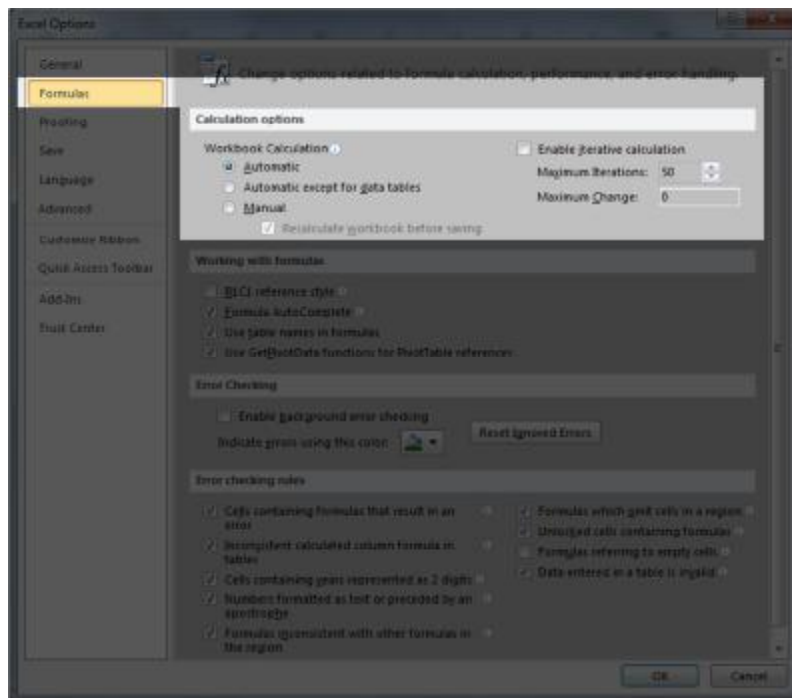 Excel Options
General
Formulas
Proofing
Save
Language
Advanced
Customize Ribbon
Quick Access Toolbar
Add-Ins
Trust Center
Change options related to formula calculation, performance, and error handling.
Calculation options
Workbook Calculation
Automatic
Automatic except for data tables
Manual
Recalculate workbook before saving
Enable iterative calculation
Maximum Iterations: 50
Maximum Change: 0
Working with formulas
R1C1 reference style
Formula AutoComplete
Use table names in formulas
Use GetPivotData functions for PivotTable references
Error Checking
Enable background error checking
Indicate errors using this color:
Reset Ignored Errors
Error checking rules
Cells containing formulas that result in an
error
Inconsistent calculated column formula in
tables
Cells containing years represented as 2 digits
Numbers formatted as text or preceded by an
apostrophe
Formulas inconsistent with other formulas in
the region
Formulas which omit cells in a region
Unlocked cells containing formulas
Formulas referring to empty cells
Data entered in a table is invalid
OK
Cancel